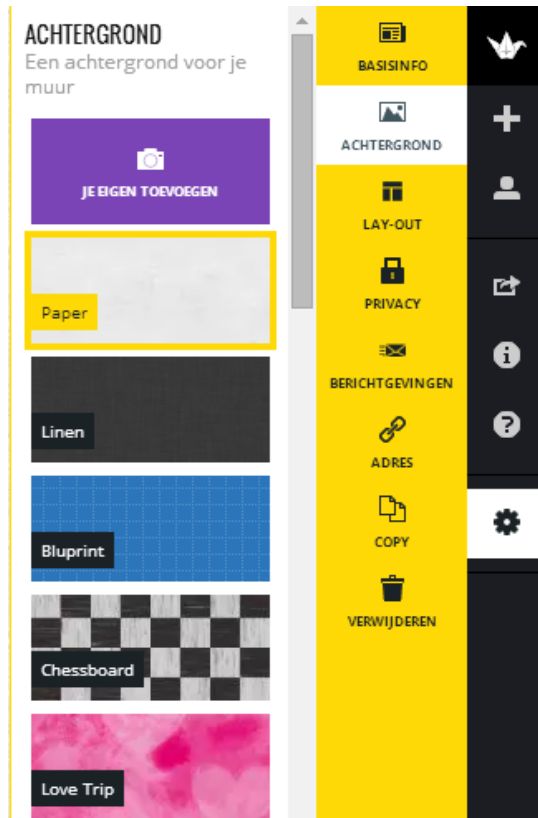 ACHTERGROND
Een achtergrond voor je
muur
JE EIGEN TOEVOEGEN
Paper
Linen
Bluprint
Chessboard
Love Trip
BASISINFO
ACHTERGROND
LAY-OUT
PRIVACY
BERICHTGEVINGEN
ADRES
COPY
VERWIJDEREN